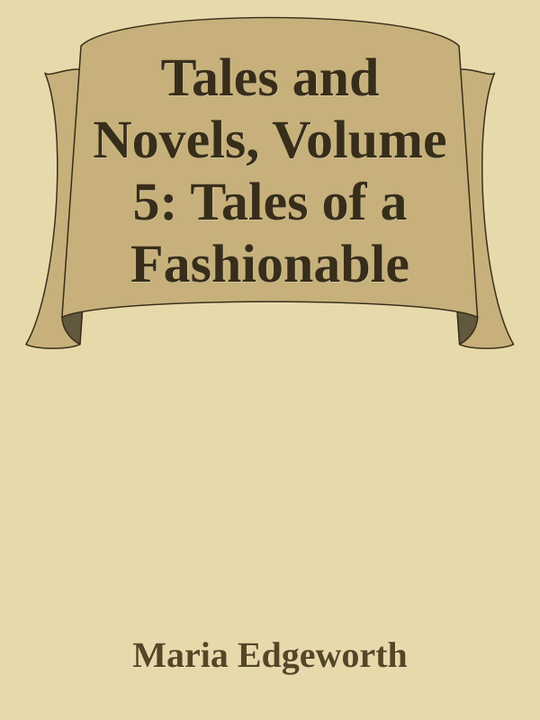 Tales and
Novels, Volume
5: Tales of a
Fashionable
Maria Edgeworth